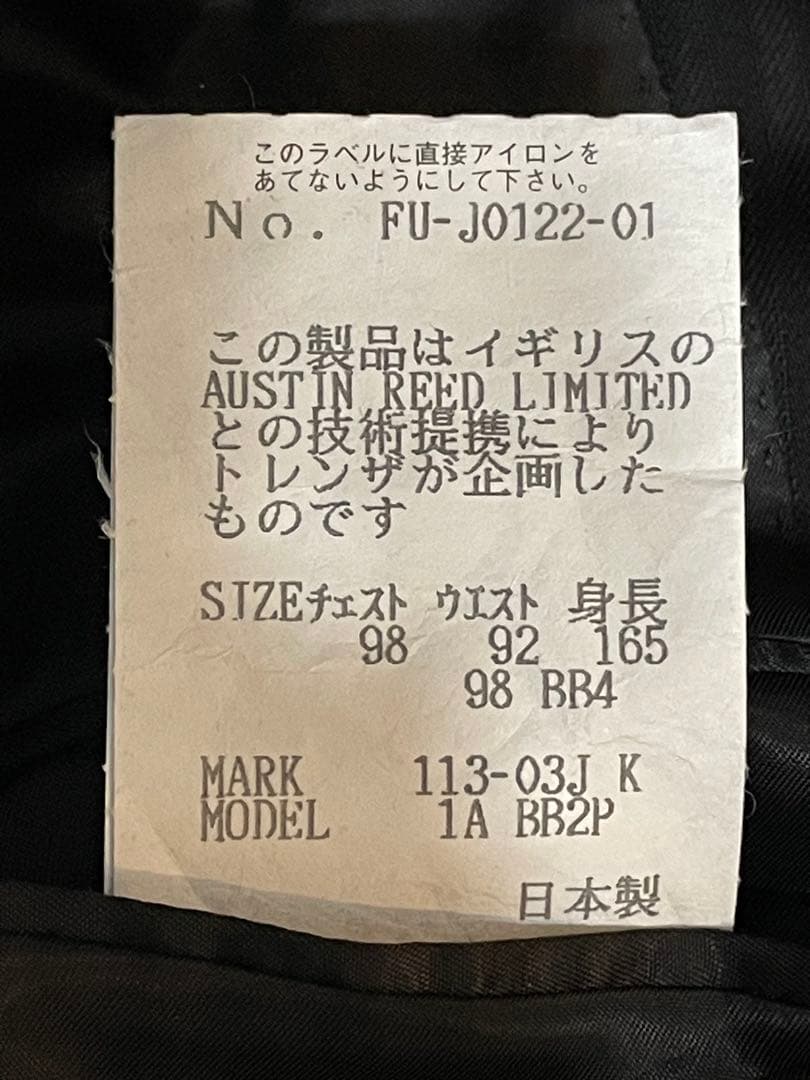 このラベルに直接アイロンを
あてないようにして下さい。
No. FU-J0122-01
この製品はイギリスの
AUSTIN REED LIMITED
との技術提携により
トレンザが企画した
ものです
SIZEチェスト ウエスト 身長
98 92 165
98 BB4
MARK 113-03J K
MODEL 1A BB2P
日本製